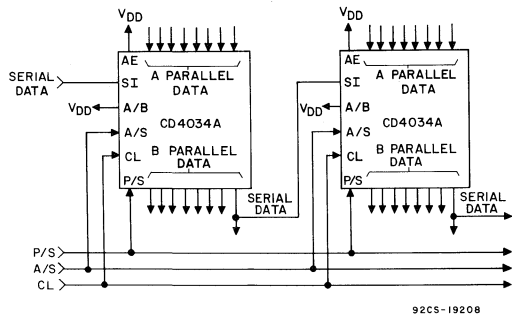 VDD
AE
A PARALLEL
DATA
SERIAL
DATA
SI
VDD
A/B
CD4034A
A/S
B PARALLEL
DATA
CL
P/S
SERIAL
DATA
VDD
AE
A PARALLEL
DATA
SI
VDD
A/B
CD4034A
A/S
B PARALLEL
DATA
CL
P/S
SERIAL
DATA
P/S
A/S
CL
92CS-19208